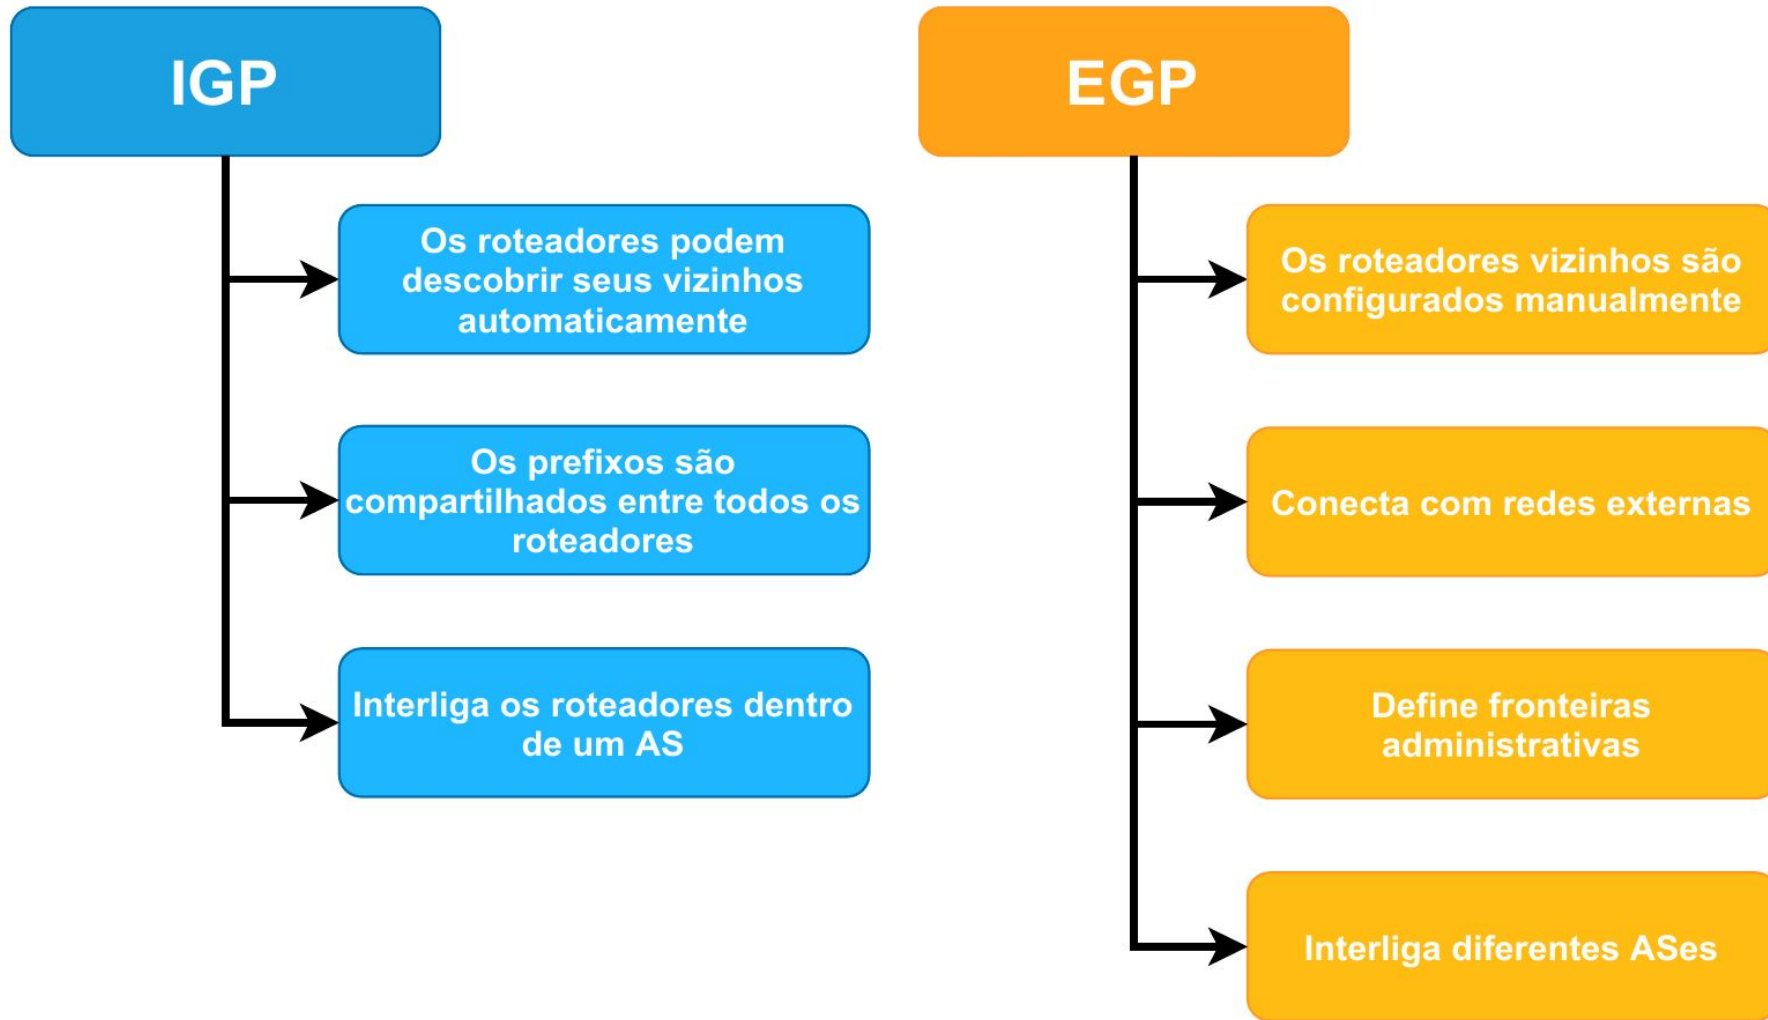 IGP
Os roteadores podem
descobrir seus vizinhos
automaticamente
Os prefixos são
compartilhados entre todos os
roteadores
Interliga os roteadores dentro
de um AS
EGP
Os roteadores vizinhos são
configurados manualmente
Conecta com redes externas
Define fronteiras
administrativas
Interliga diferentes ASes